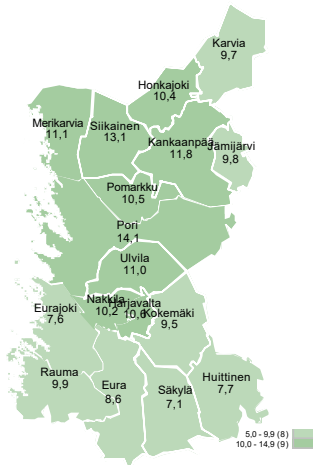 Karvia
9,7
Honkajoki
10,4
Merikarvia
11,1
Siikainen
13,1
Kankaanpää
11,8
Jämijärvi
9,8
Pomarkku
10,5
Pori
14,1
Ulvila
11,0
Nakkila
10,2
Harjavalta
10,6
Kokemäki
9,5
Eurajoki
7,6
Rauma
9,9
Eura
8,6
Säkylä
7,1
Huittinen
7,7
5,0 - 9,9 (8)
10,0 - 14,9 (9)